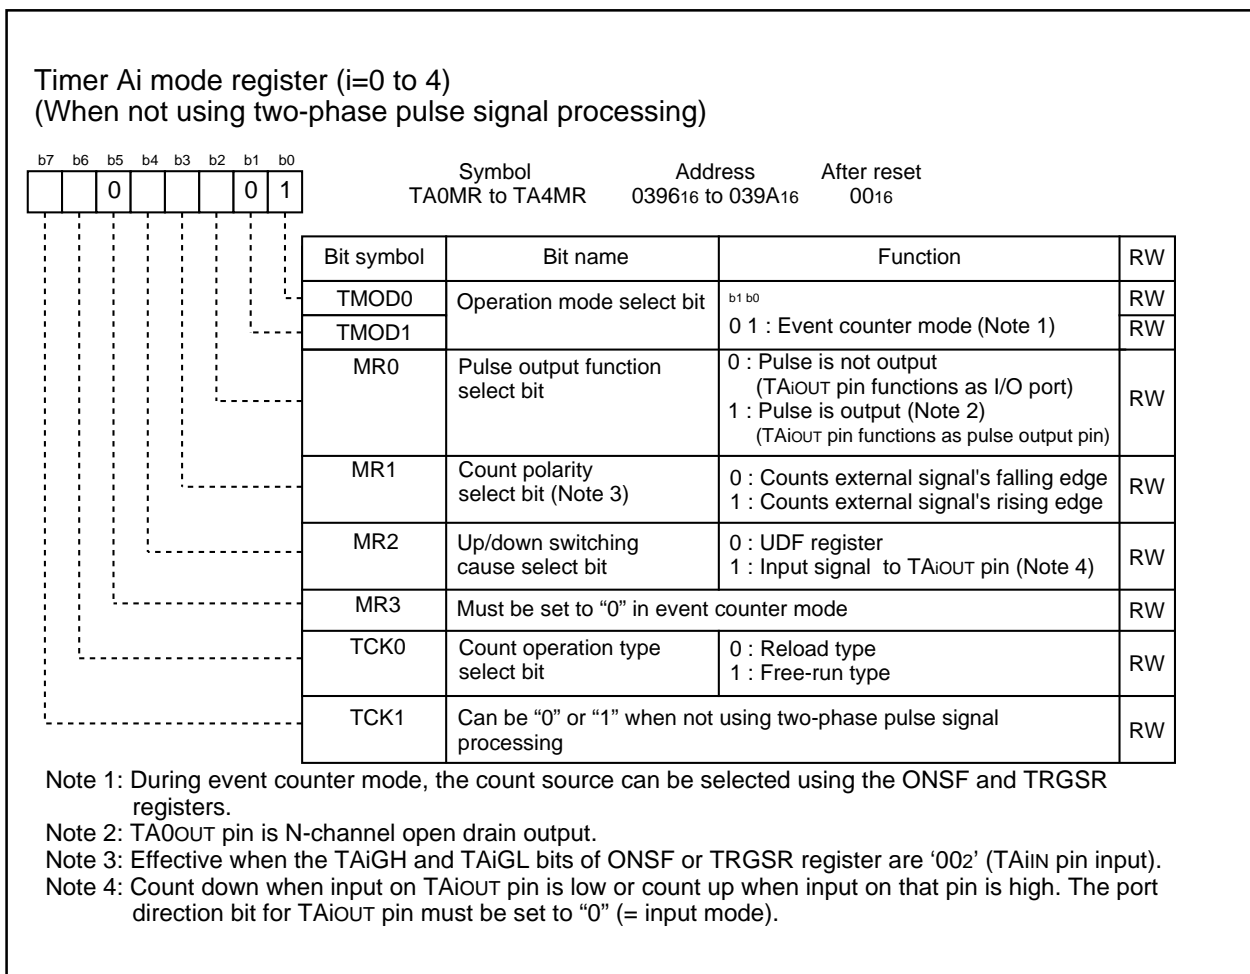 Timer Ai mode register (i=0 to 4)
(When not using two-phase pulse signal processing)
b7 b6 b5 b4 b3 b2 b1 b0
0 0 1
Symbol Address After reset
TA0MR to TA4MR 039616 to 039A16 0016
Bit symbol Bit name Function RW
TMOD0 Operation mode select bit b1 b0 RW
TMOD1 0 1 : Event counter mode (Note 1) RW
MR0 Pulse output function 0 : Pulse is not output
select bit (TAiOUT pin functions as I/O port)
1 : Pulse is output (Note 2) RW
(TAiOUT pin functions as pulse output pin)
MR1 Count polarity 0 : Counts external signal's falling edge
select bit (Note 3) 1 : Counts external signal's rising edge RW
MR2 Up/down switching 0 : UDF register
cause select bit 1 : Input signal to TAiOUT pin (Note 4) RW
MR3 Must be set to “0” in event counter mode RW
TCK0 Count operation type 0 : Reload type
select bit 1 : Free-run type RW
TCK1 Can be “0” or “1” when not using two-phase pulse signal
processing RW
Note 1: During event counter mode, the count source can be selected using the ONSF and TRGSR
registers.
Note 2: TA0OUT pin is N-channel open drain output.
Note 3: Effective when the TAiGH and TAiGL bits of ONSF or TRGSR register are ‘002’ (TAiIN pin input).
Note 4: Count down when input on TAiOUT pin is low or count up when input on that pin is high. The port
direction bit for TAiOUT pin must be set to “0” (= input mode).